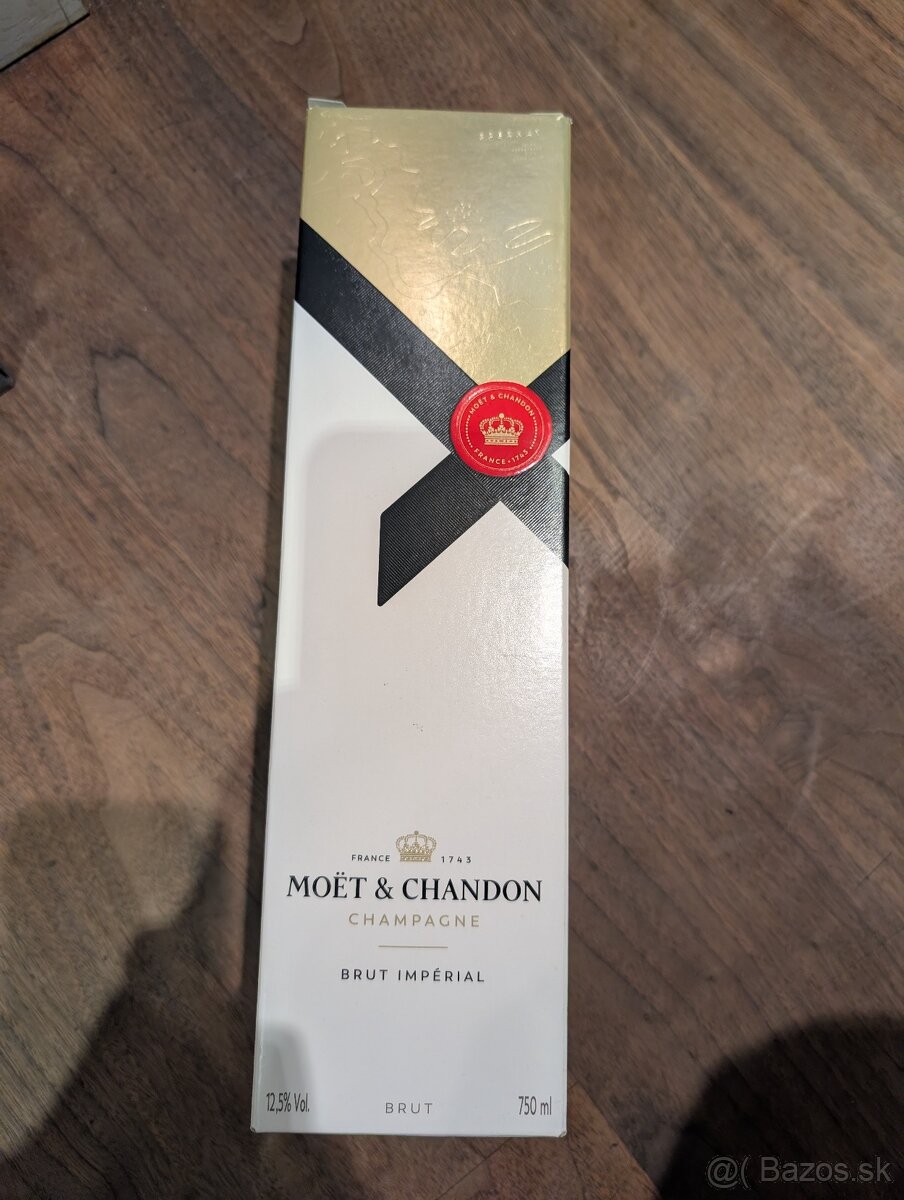 MOËT & CHANDON
FRANCE • 1743
FRANCE 1743
MOËT & CHANDON
CHAMPAGNE
BRUT IMPÉRIAL
12,5% Vol. BRUT 750 ml
@( Bazos.sk